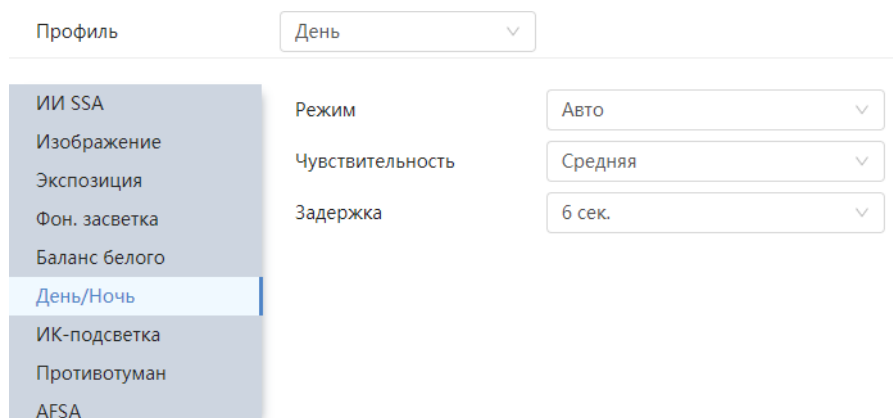 Профиль
День
ИИ SSA
Изображение
Экспозиция
Фон. засветка
Баланс белого
День/Ночь
ИК-подсветка
Противотуман
AFSA
Режим
Авто
Чувствительность
Средняя
Задержка
6 сек.